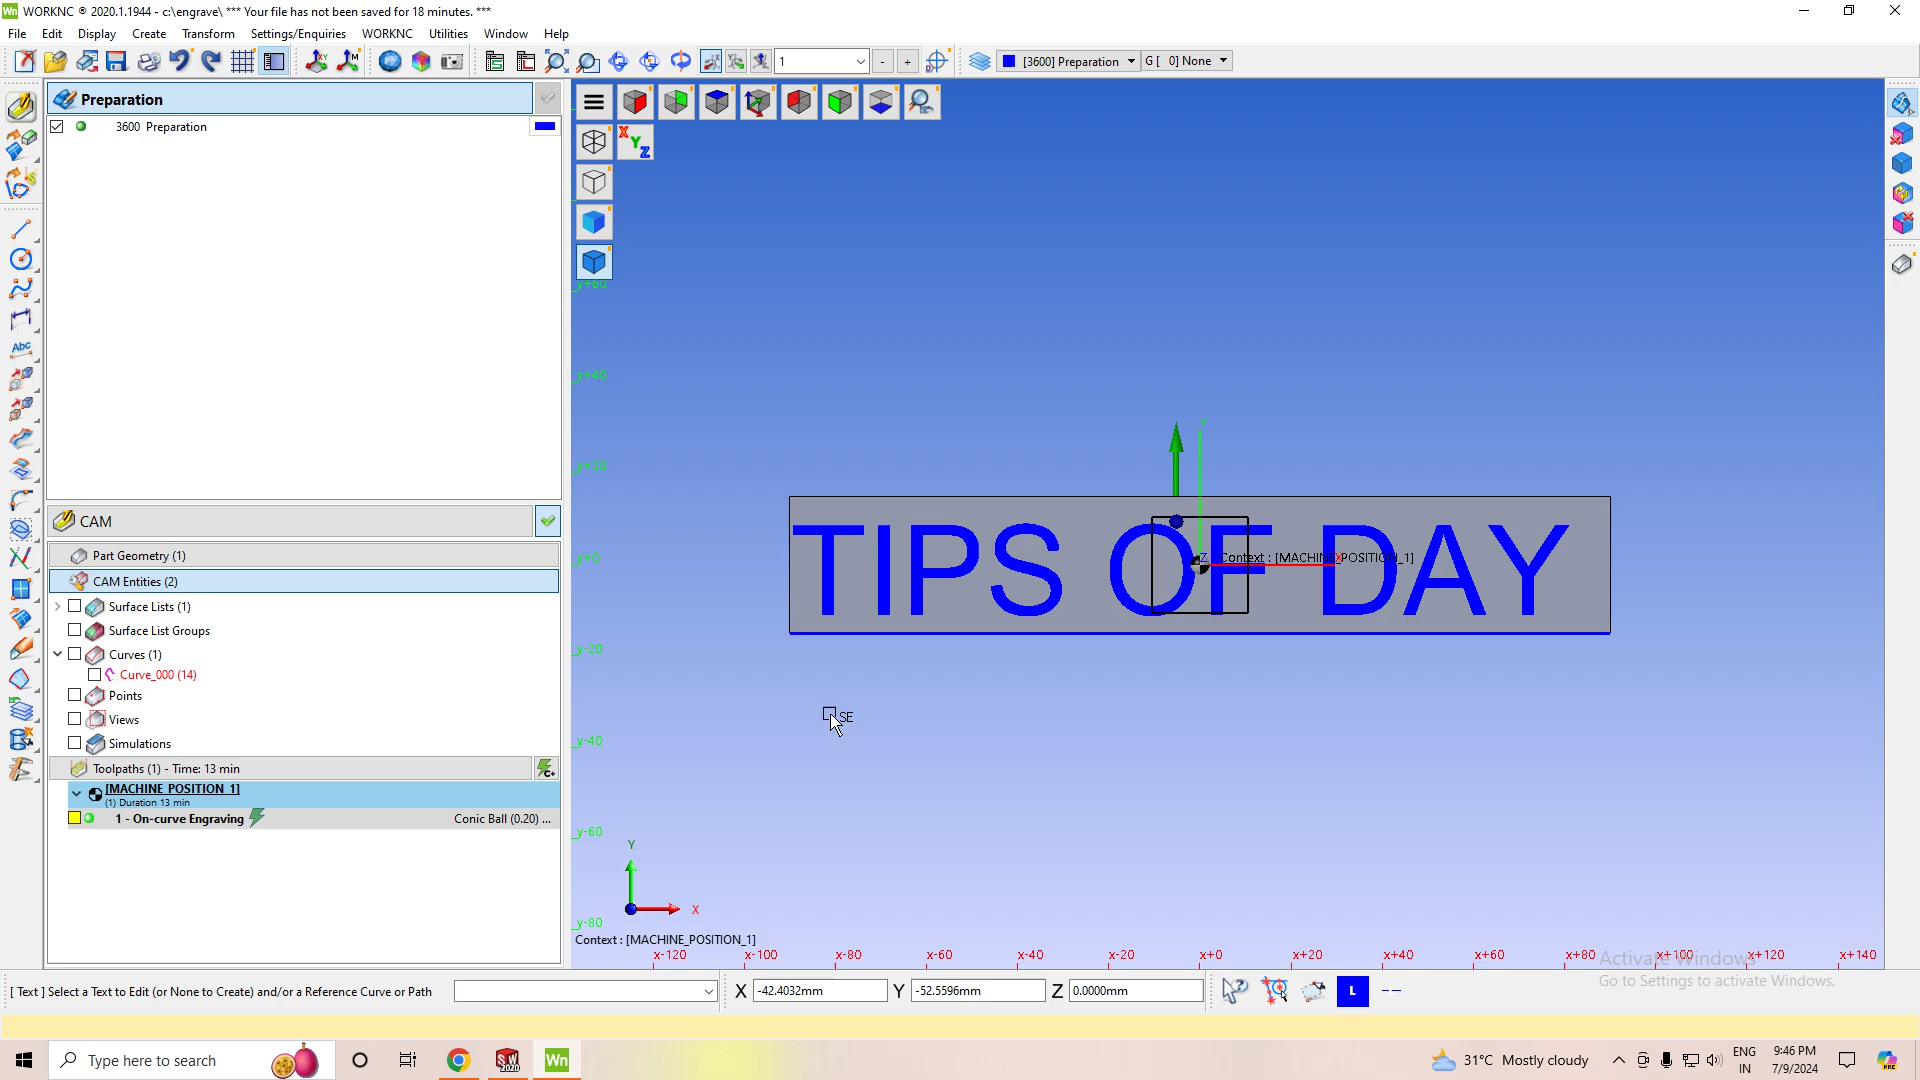 WORKNC ® 2020.1.1944 - c:\engrave\ *** Your file has not been saved for 18 minutes. ***
File Edit Display Create Transform Settings/Enquiries WORKNC Utilities Window Help
1 - + [3600] Preparation G [ 0] None
Preparation
3600 Preparation
X Y Z
y+60
y+40
Y
TIPS OF DAY
Z Context : [MACHINE_POSITION_1]
y+0
CAM
Part Geometry (1)
CAM Entities (2)
Surface Lists (1)
Surface List Groups
Curves (1)
Curve_000 (14)
Points
Views
Simulations
Toolpaths (1) - Time: 13 min
[MACHINE POSITION 1]
(1) Duration 13 min
1 - On-curve Engraving Conic Ball (0.20) ...
Abc
y-20
SE
y-40
y-60
Y
X
y-80
Context : [MACHINE_POSITION_1]
x-120 x-100 x-80 x-60 x-40 x-20 x+0 x+20 x+40 x+60 x+80 x+100 x+120 x+140
Activate Windows
Go to Settings to activate Windows.
[ Text ] Select a Text to Edit (or None to Create) and/or a Reference Curve or Path X -42.4032mm Y -52.5596mm Z 0.0000mm L
Type here to search
31°C Mostly cloudy
ENG
IN
9:46 PM
7/9/2024